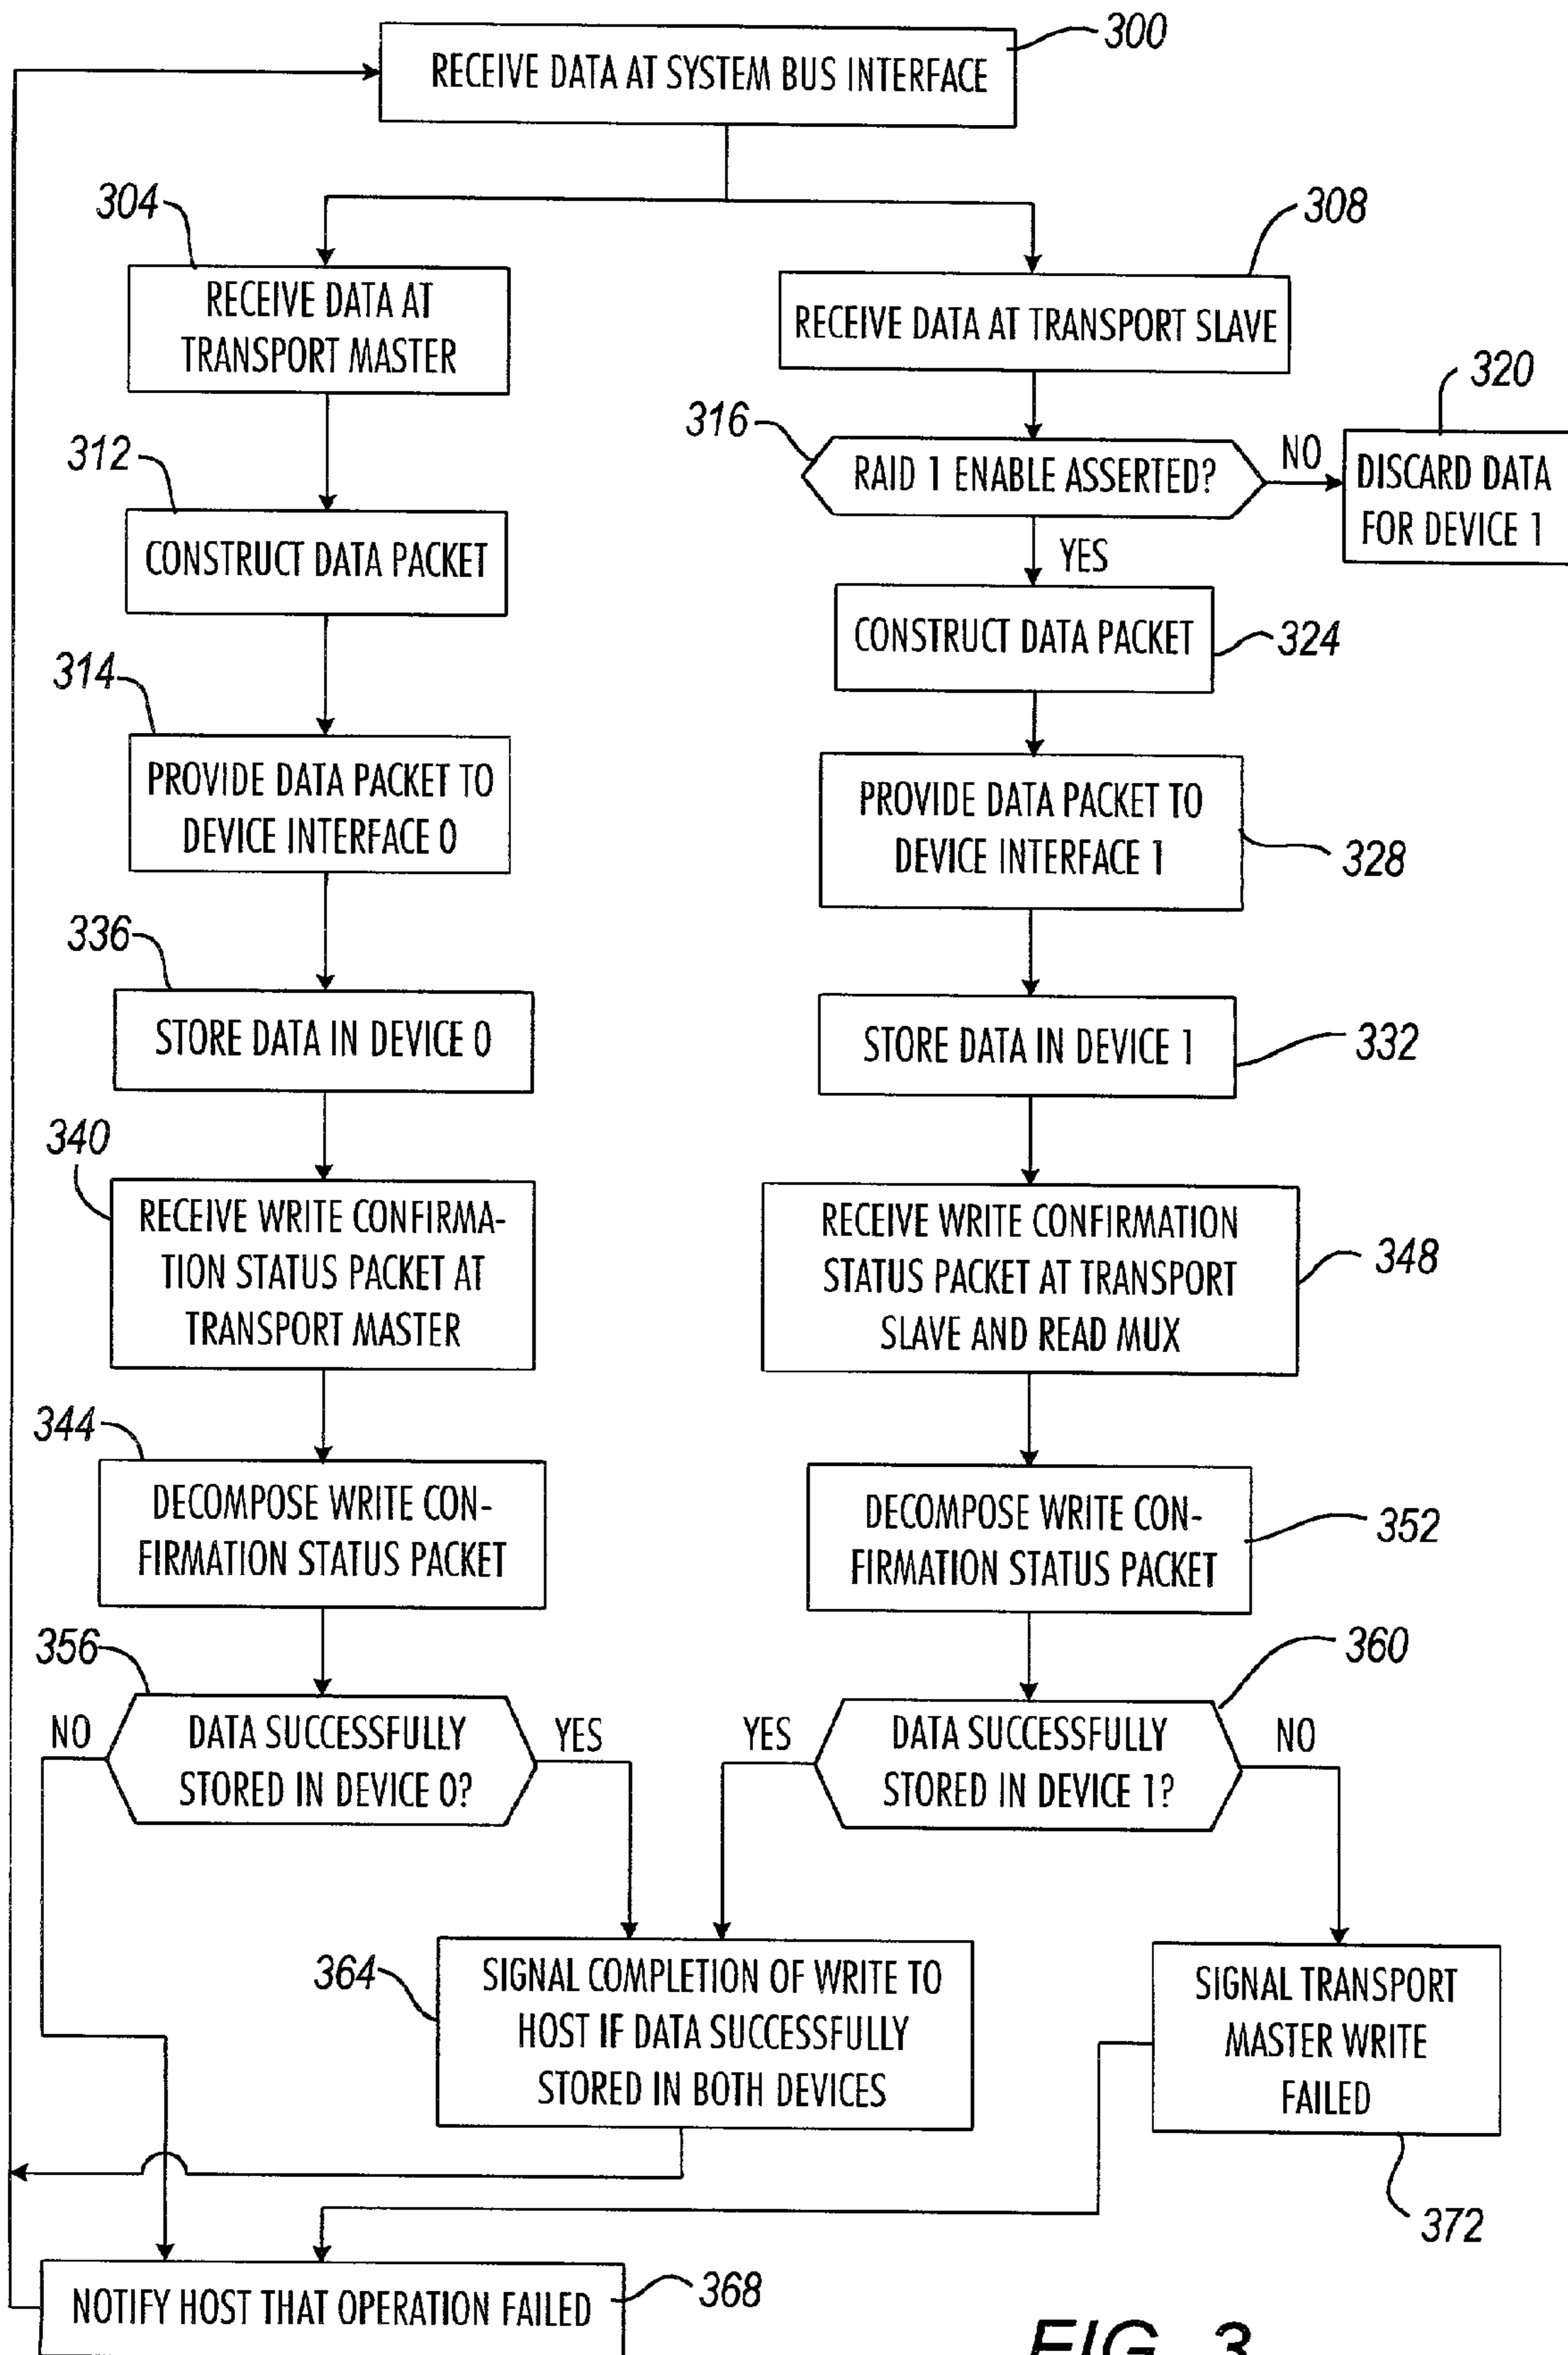 300
RECEIVE DATA AT SYSTEM BUS INTERFACE
304
308
RECEIVE DATA AT
TRANSPORT MASTER
RECEIVE DATA AT TRANSPORT SLAVE
320
316
RAID 1 ENABLE ASSERTED?
NO
DISCARD DATA
FOR DEVICE 1
312
CONSTRUCT DATA PACKET
YES
CONSTRUCT DATA PACKET
324
314
PROVIDE DATA PACKET TO
DEVICE INTERFACE 0
PROVIDE DATA PACKET TO
DEVICE INTERFACE 1
328
336
STORE DATA IN DEVICE 0
STORE DATA IN DEVICE 1
332
340
RECEIVE WRITE CONFIRMA-
TION STATUS PACKET AT
TRANSPORT MASTER
RECEIVE WRITE CONFIRMATION
STATUS PACKET AT TRANSPORT
SLAVE AND READ MUX
348
344
DECOMPOSE WRITE CON-
FIRMATION STATUS PACKET
DECOMPOSE WRITE CON-
FIRMATION STATUS PACKET
352
356
360
NO
DATA SUCCESSFULLY
STORED IN DEVICE 0?
YES
YES
DATA SUCCESSFULLY
STORED IN DEVICE 1?
NO
364
SIGNAL COMPLETION OF WRITE TO
HOST IF DATA SUCCESSFULLY
STORED IN BOTH DEVICES
SIGNAL TRANSPORT
MASTER WRITE
FAILED
372
NOTIFY HOST THAT OPERATION FAILED
368
FIG. 3